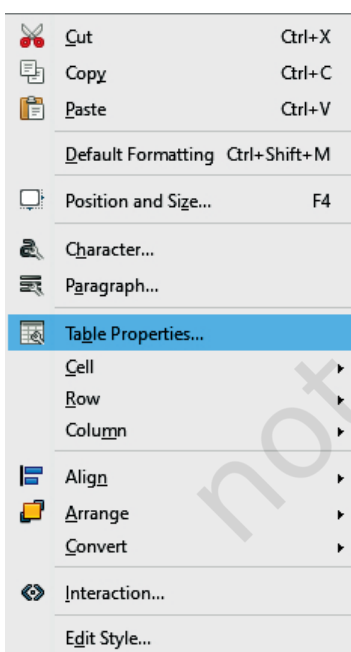 Cut Ctrl+X
Copy Ctrl+C
Paste Ctrl+V
Default Formatting Ctrl+Shift+M
Position and Size... F4
Character...
Paragraph...
Table Properties...
Cell
Row
Column
Align
Arrange
Convert
Interaction...
Edit Style...
not